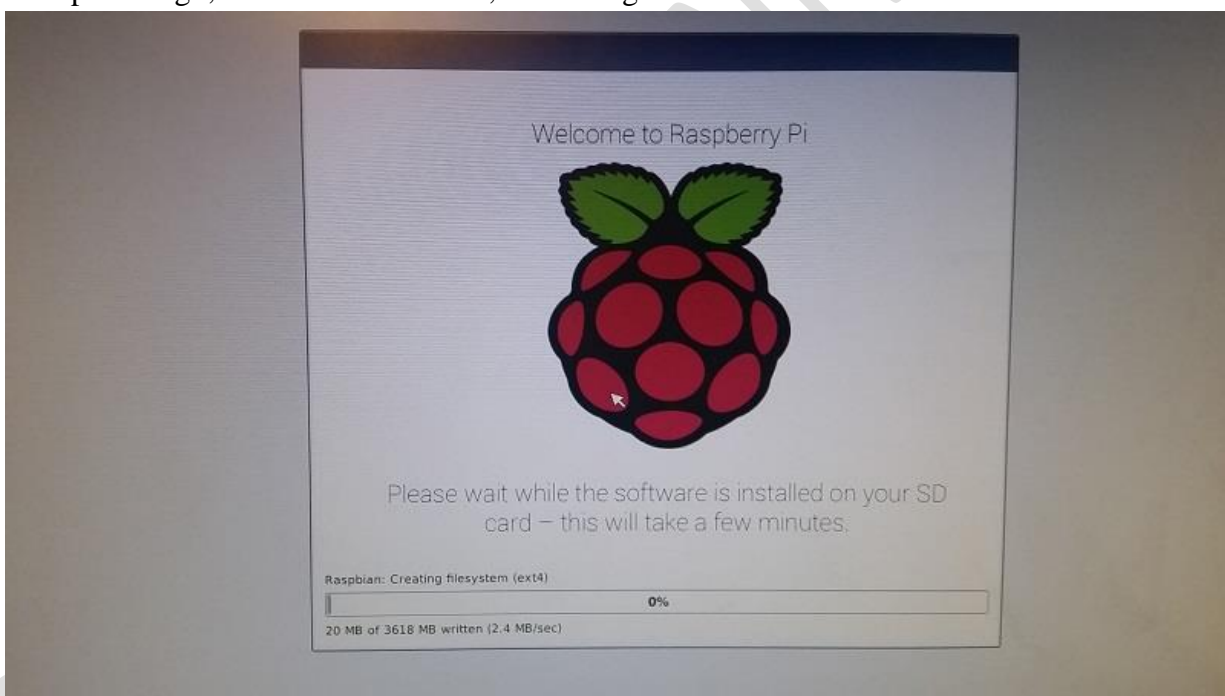 Welcome to Raspberry Pi
Please wait while the software is installed on your SD
card – this will take a few minutes.
Raspbian: Creating filesystem (ext4)
0%
20 MB of 3618 MB written (2.4 MB/sec)